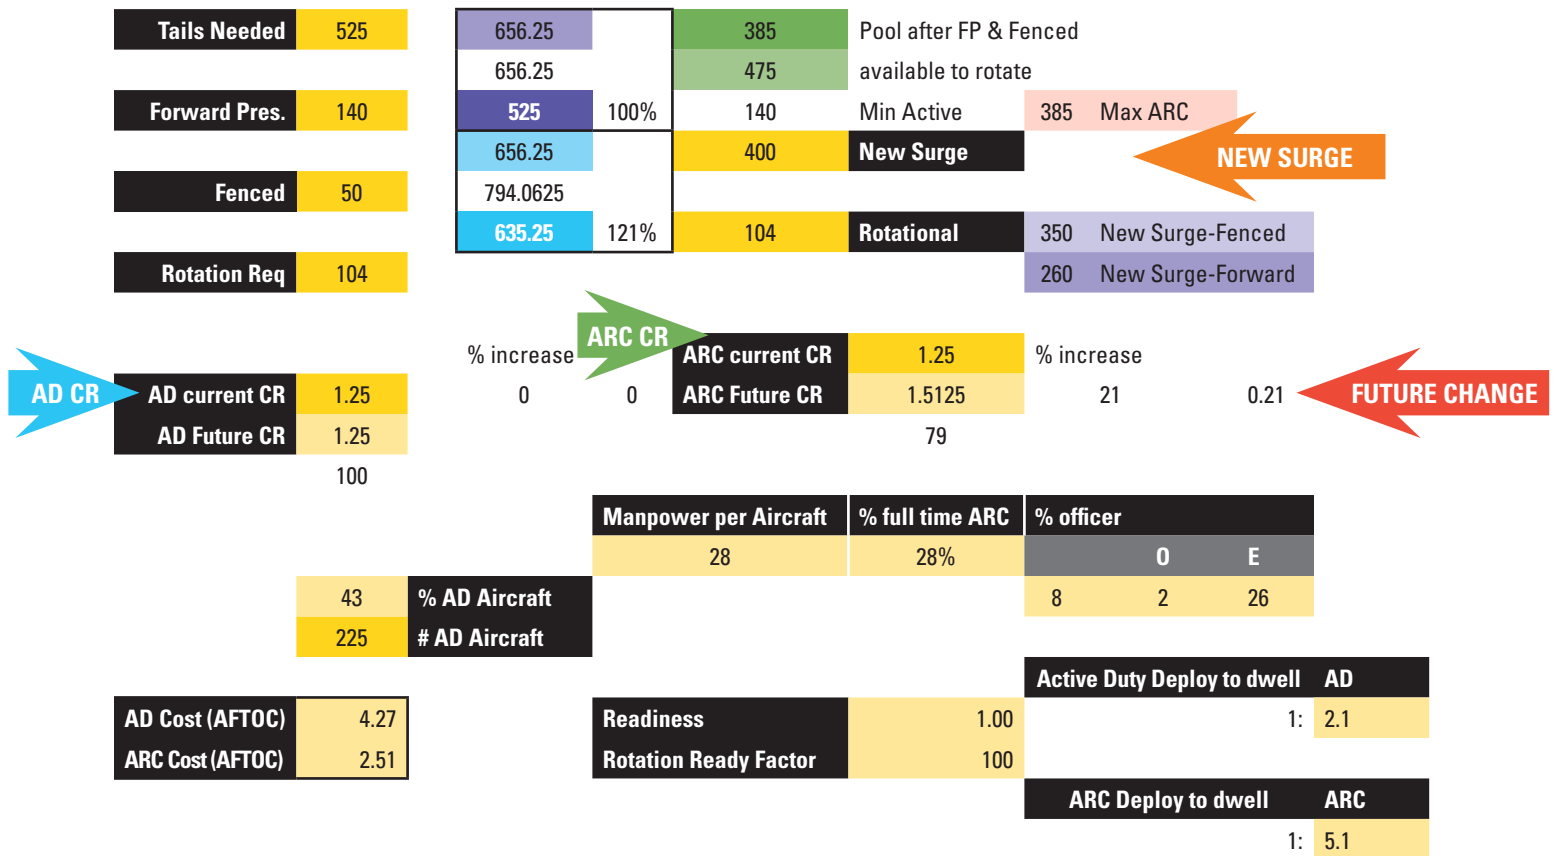 Tails Needed 525 656.25 385 Pool after FP & Fenced
656.25 475 available to rotate
Forward Pres. 140 525 100% 140 Min Active 385 Max ARC
656.25 400 New Surge NEW SURGE
Fenced 50 794.0625
635.25 121% 104 Rotational 350 New Surge-Fenced
Rotation Req 104 260 New Surge-Forward
ARC CR
% increase ARC current CR 1.25 % increase
AD CR AD current CR 1.25 0 0 ARC Future CR 1.5125 21 0.21 FUTURE CHANGE
AD Future CR 1.25 79
100
Manpower per Aircraft % full time ARC % officer
28 28% O E
43 % AD Aircraft 8 2 26
225 # AD Aircraft
Active Duty Deploy to dwell AD
AD Cost (AFTOC) 4.27 Readiness 1.00 1: 2.1
ARC Cost (AFTOC) 2.51 Rotation Ready Factor 100
ARC Deploy to dwell ARC
1: 5.1